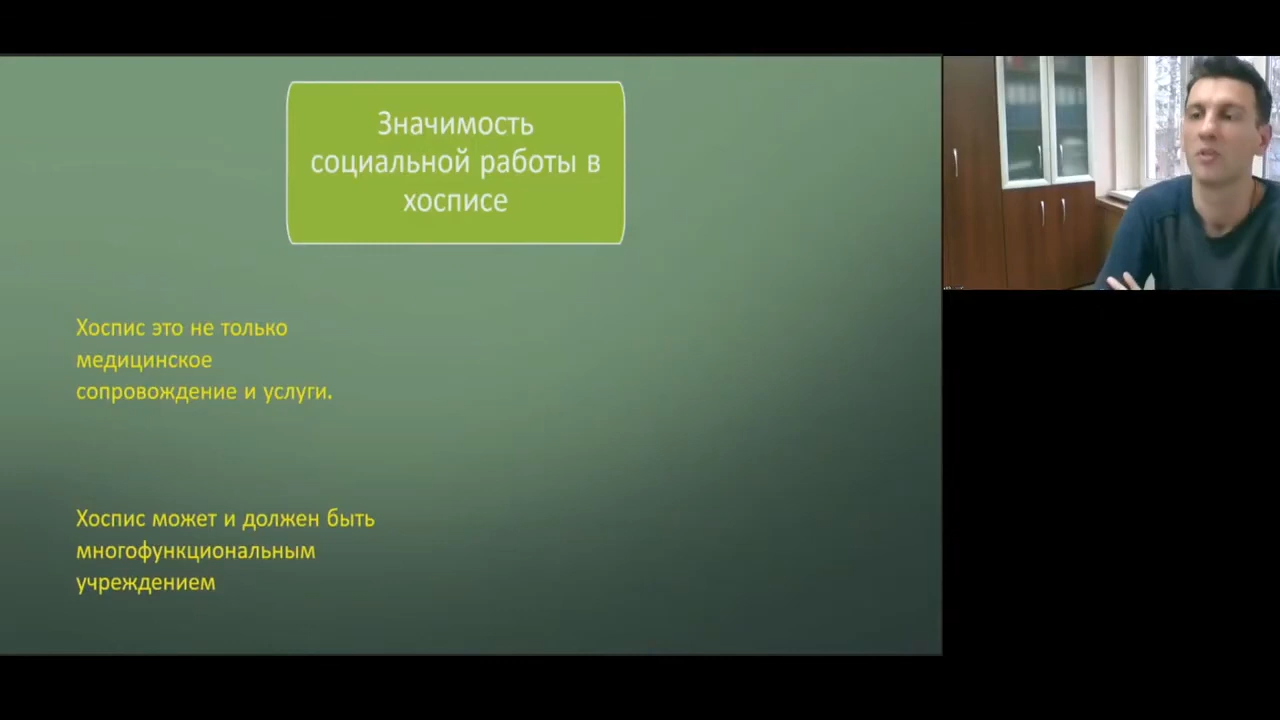 Значимость
социальной работы в
хосписе
Хоспис это не только
медицинское
сопровождение и услуги.
Хоспис может и должен быть
многофункциональным
учреждением